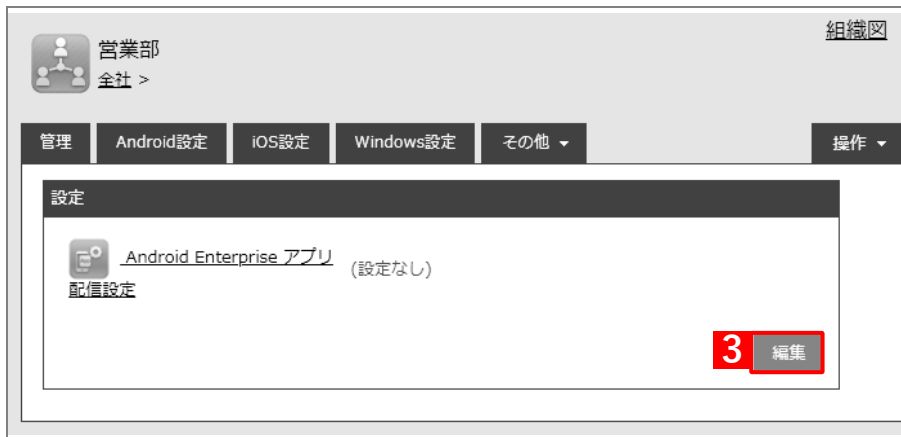 組織図
営業部
全社 >
管理 Android設定 iOS設定 Windows設定 その他 ▼ 操作 ▼
設定
Android Enterprise アプリ
配信設定 (設定なし)
3 編集